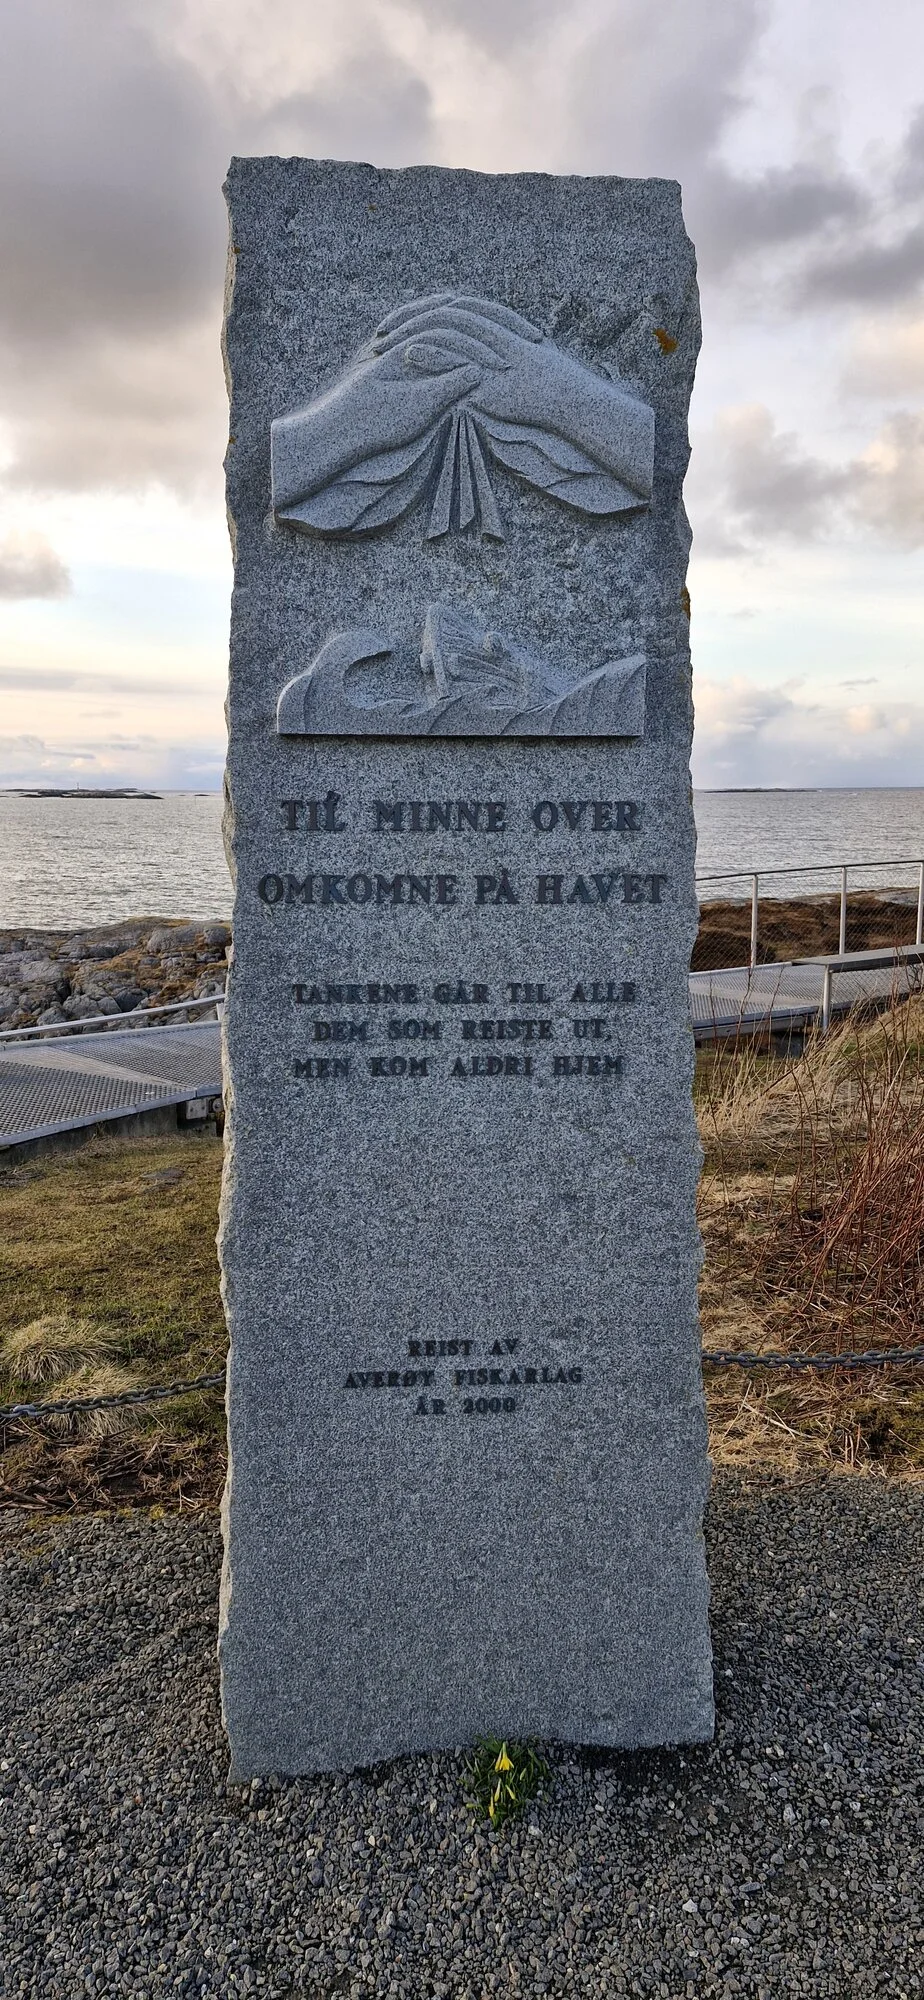 TIL MINNE OVER
OMKOMNE PÅ HAVET
TANKENE GÅR TIL ALLE
DEM SOM REISTE UT,
MEN KOM ALDRI HJEM
REIST AV
AVERØY FISKARLAG
ÅR 2000